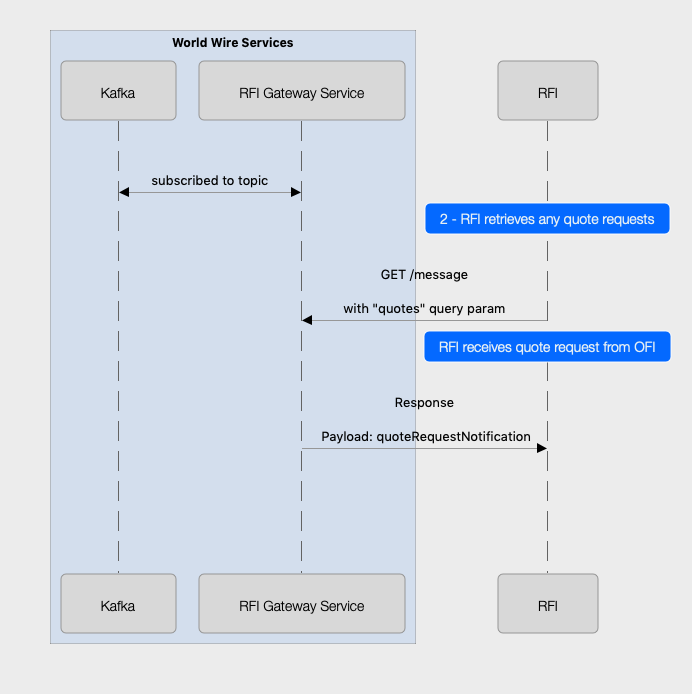 World Wire Services
Kafka
RFI Gateway Service
RFI
subscribed to topic
2 - RFI retrieves any quote requests
GET /message
with "quotes" query param
RFI receives quote request from OFI
Response
Payload: quoteRequestNotification
Kafka
RFI Gateway Service
RFI